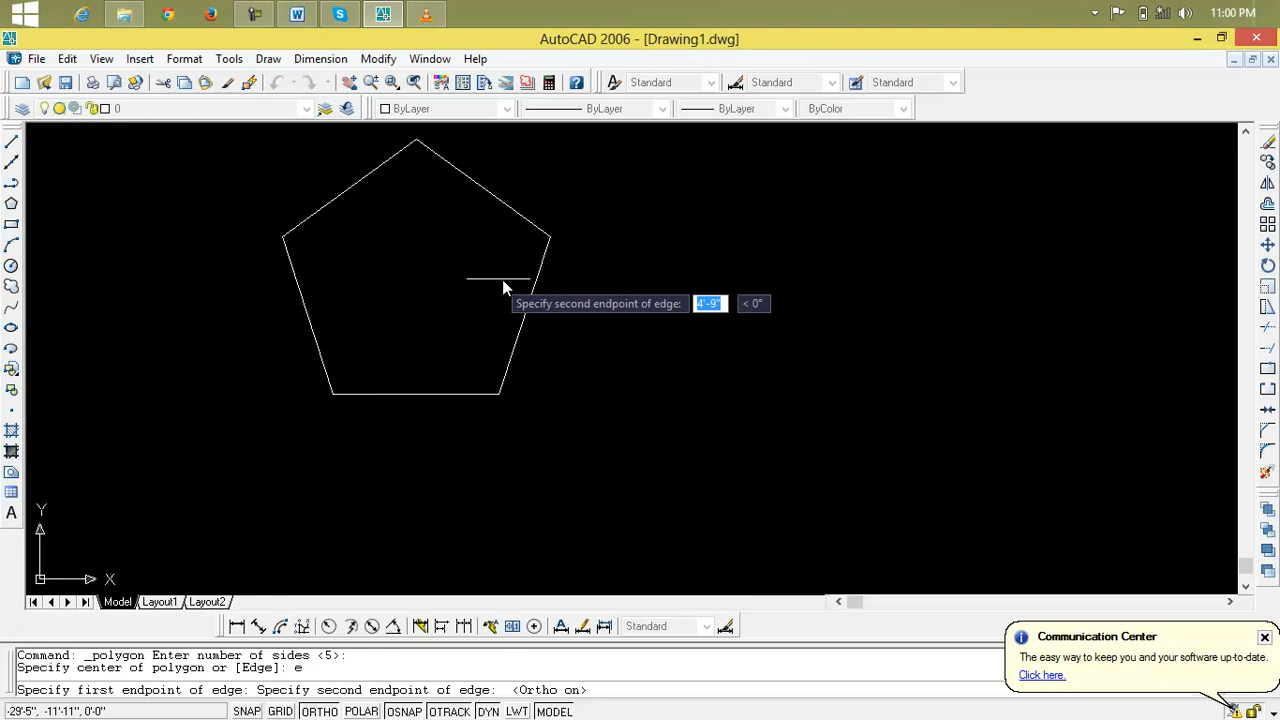 11:00 PM
AutoCAD 2006 - [Drawing1.dwg]
File Edit View Insert Format Tools Draw Dimension Modify Window Help
Standard Standard Standard
0 ByLayer ByLayer ByLayer ByColor
Specify second endpoint of edge: 4'-9" < 0°
Y
X
A
Model Layout1 Layout2
Standard
Command: _polygon Enter number of sides <5>:
Specify center of polygon or [Edge]: e
Specify first endpoint of edge: Specify second endpoint of edge: <Ortho on>
Communication Center
The easy way to keep you and your software up-to-date.
Click here.
-29'-5", -11'-11", 0'-0" SNAP GRID ORTHO POLAR OSNAP OTRACK DYN LWT MODEL